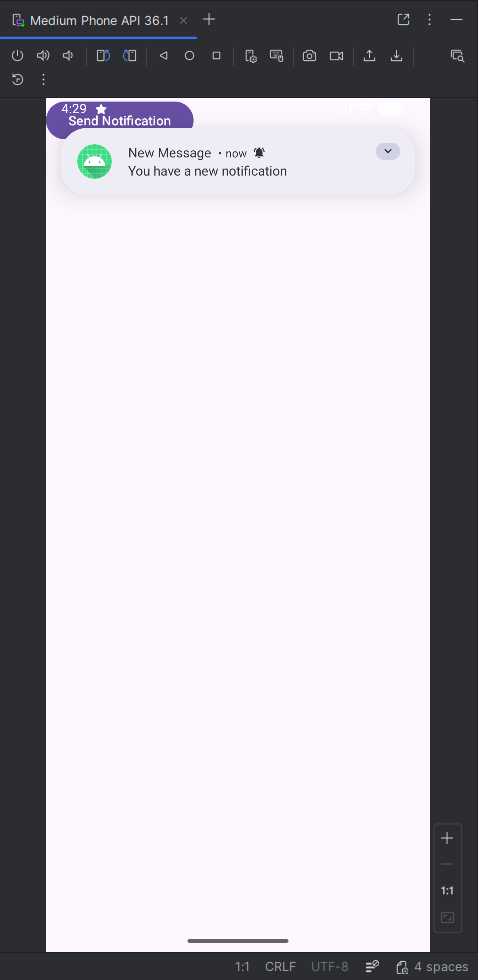 Medium Phone API 36.1
4:29
Send Notification
New Message • now
You have a new notification
1:1
1:1 CRLF UTF-8 4 spaces